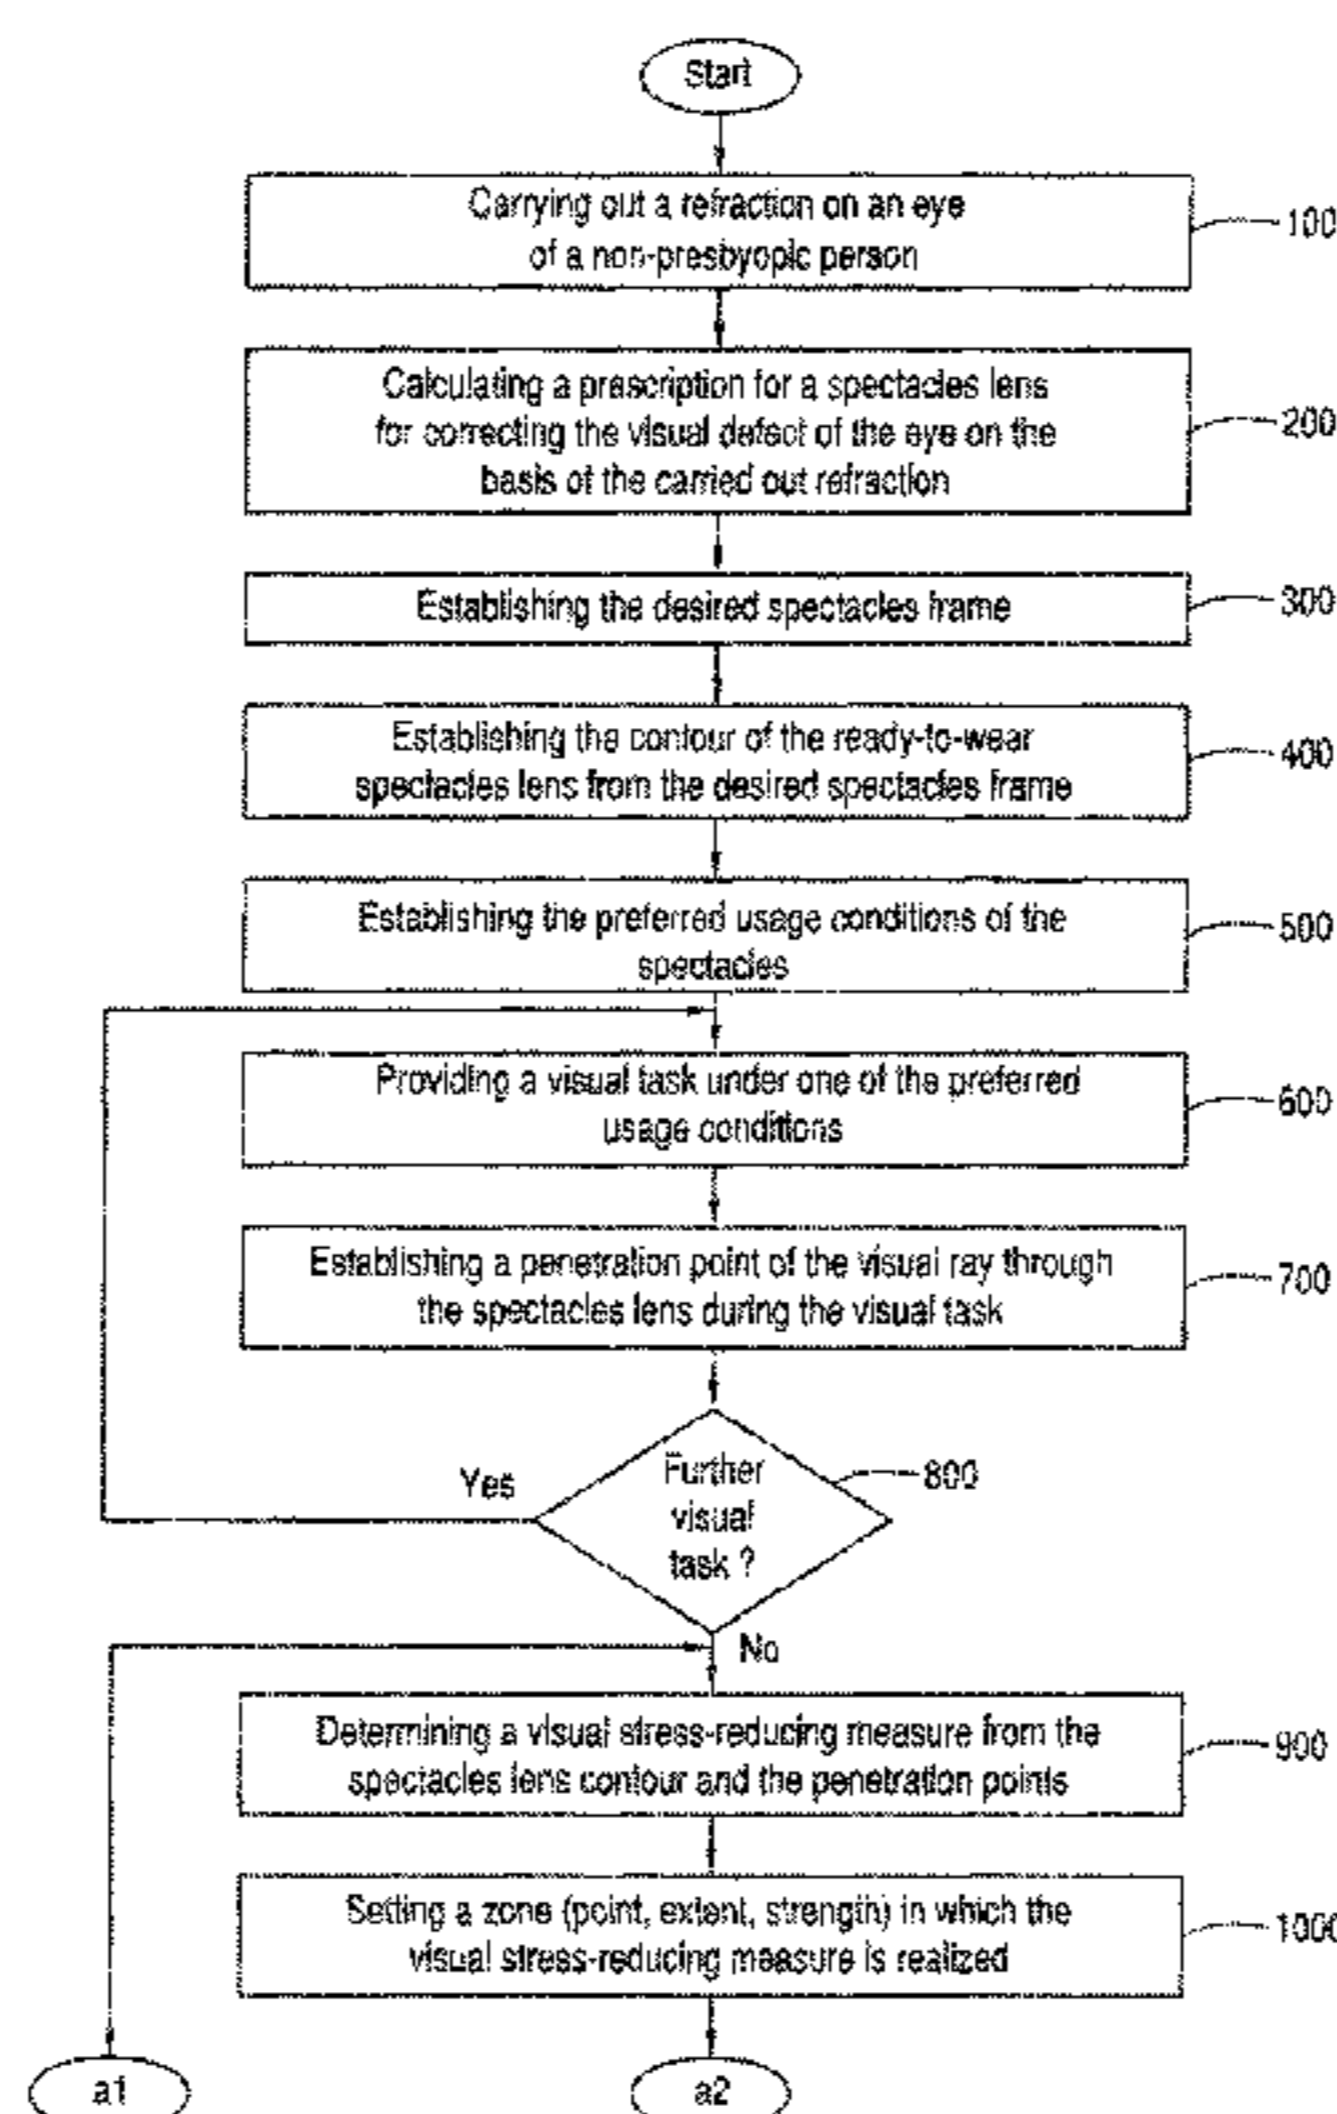 Start
Carrying out a refraction on an eye
of a non-presbyopic person
100
Calculating a prescription for a spectacles lens
for correcting the visual defect of the eye on the
basis of the carried out refraction
200
Establishing the desired spectacles frame
300
Establishing the contour of the ready-to-wear
spectacles lens from the desired spectacles frame
400
Establishing the preferred usage conditions of the
spectacles
500
Providing a visual task under one of the preferred
usage conditions
600
Establishing a penetration point of the visual ray through
the spectacles lens during the visual task
700
Further
visual
task ?
800
Yes
No
Determining a visual stress-reducing measure from the
spectacles lens contour and the penetration points
900
Setting a zone (point, extent, strength) in which the
visual stress-reducing measure is realized
1000
a1
a2